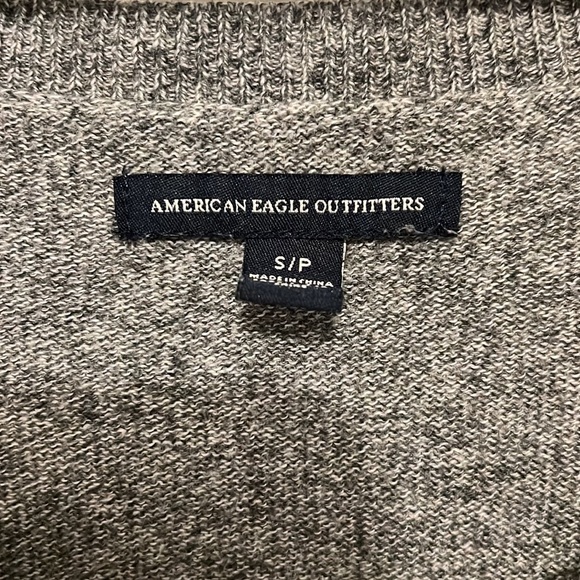 AMERICAN EAGLE OUTFITTERS
S/P
MADE IN CHINA